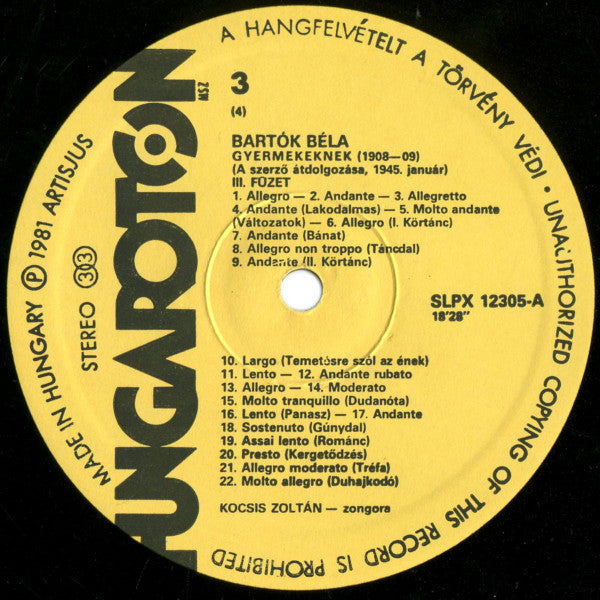 A HANGFELVÉTELT A TÖRVÉNY VÉDI • UNAUTHORIZED COPYING OF THIS RECORD IS PROHIBITED
MADE IN HUNGARY Ⓟ 1981 ARTISJUS
STEREO 303
HUNGAROTON
MSZ
3
(4)
BARTÓK BÉLA
GYERMEKEKNEK (1908—09)
(A szerző átdolgozása, 1945. január)
III. FÜZET
1. Allegro — 2. Andante — 3. Allegretto
4. Andante (Lakodalmas) — 5. Molto andante
(Változatok) — 6. Allegro (I. Körtánc)
7. Andante (Bánat)
8. Allegro non troppo (Táncdal)
9. Andante (II. Körtánc)
SLPX 12305-A
18'28"
10. Largo (Temetésre szól az ének)
11. Lento — 12. Andante rubato
13. Allegro — 14. Moderato
15. Molto tranquillo (Dudanóta)
16. Lento (Panasz) — 17. Andante
18. Sostenuto (Gúnydal)
19. Assai lento (Románc)
20. Presto (Kergetődzés)
21. Allegro moderato (Tréfa)
22. Molto allegro (Duhajkodó)
KOCSIS ZOLTÁN — zongora